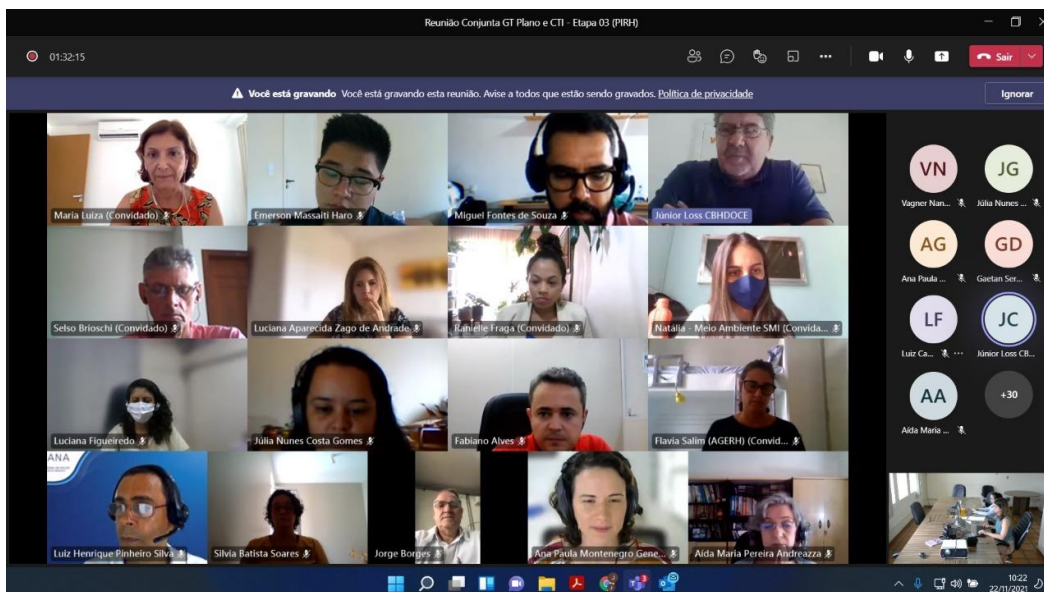 Reunião Conjunta GT Plano e CTI - Etapa 03 (PIRH)
01:32:15
Sair
Você está gravando Você está gravando esta reunião. Avise a todos que estão sendo gravados. Política de privacidade
Ignorar
Maria Luiza (Convidado)
Emerson Massaiti Haro
Miguel Fontes de Souza
Júnior Loss CBHDOCE
Selso Brioschi (Convidado)
Luciana Aparecida Zago de Andrade
Ranielle Fraga (Convidado)
Natália - Meio Ambiente SMI (Convida...
Luciana Figueiredo
Júlia Nunes Costa Gomes
Fabiano Alves
Flavia Salim (AGERH) (Convid...
ANA
Luiz Henrique Pinheiro Silva
Silvia Batista Soares
Jorge Borges
Ana Paula Montenegro Gene...
Aída Maria Pereira Andreazza
VN
JG
Vagner Nan...
Júlia Nunes ...
AG
GD
Ana Paula ...
Gaetan Ser...
LF
JC
Luiz Ca...
Júnior Loss CB...
AA
+30
Aída Maria ...
10:22
22/11/2021